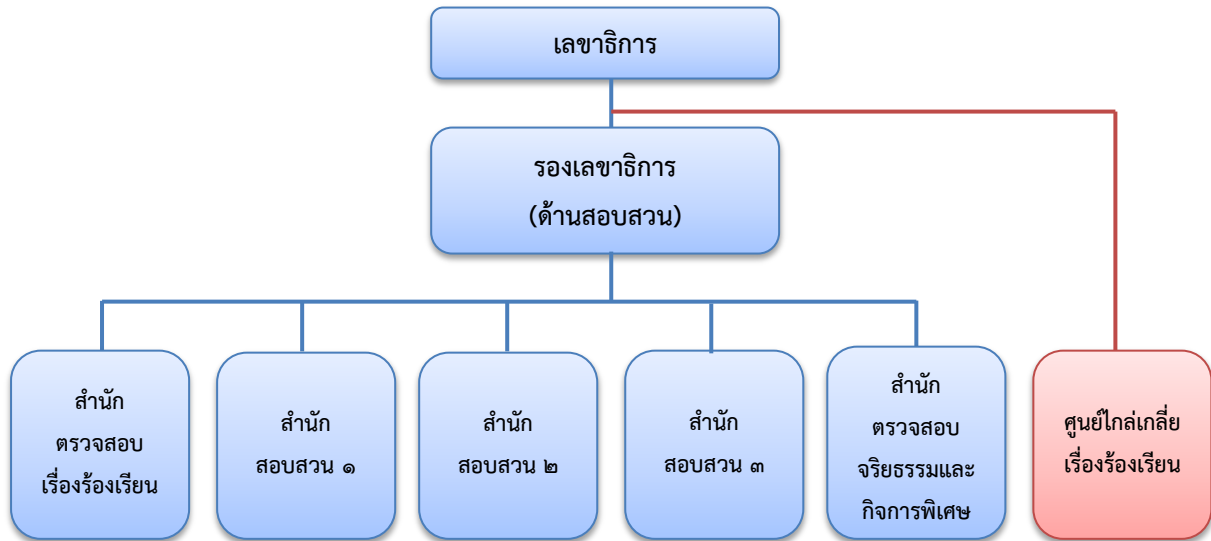 เลขาธิการ
รองเลขาธิการ
(ด้านสอบสวน)
สำนัก
ตรวจสอบ
เรื่องร้องเรียน
สำนัก
สอบสวน ๑
สำนัก
สอบสวน ๒
สำนัก
สอบสวน ๓
สำนัก
ตรวจสอบ
จริยธรรมและ
กิจการพิเศษ
ศูนย์ไกล่เกลี่ย
เรื่องร้องเรียน